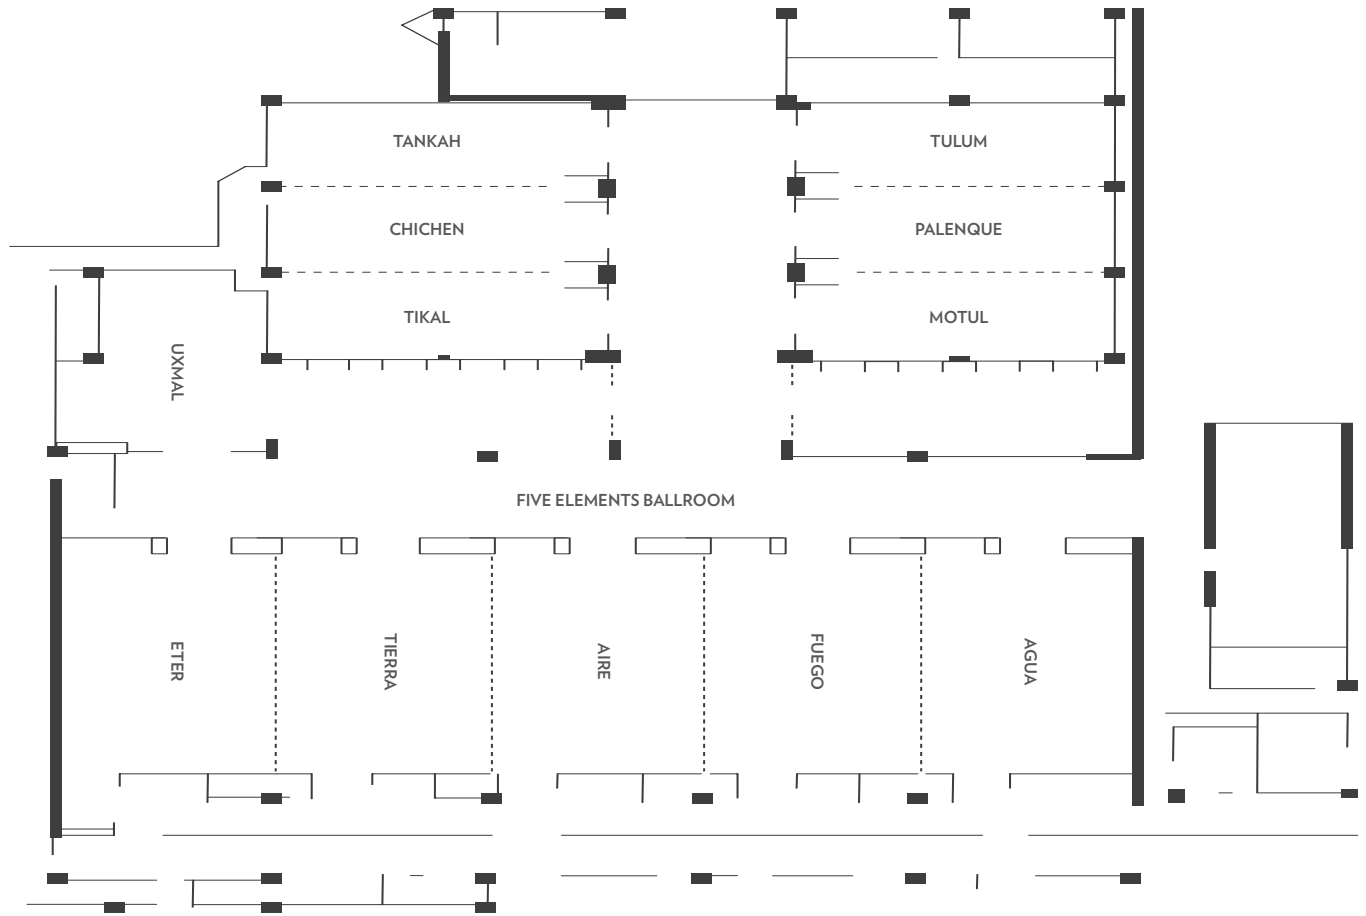 TANKAH
TULUM
CHICHEN
PALENQUE
TIKAL
MOTUL
UXMAL
FIVE ELEMENTS BALLROOM
ETER
TIERRA
AIRE
FUEGO
AGUA